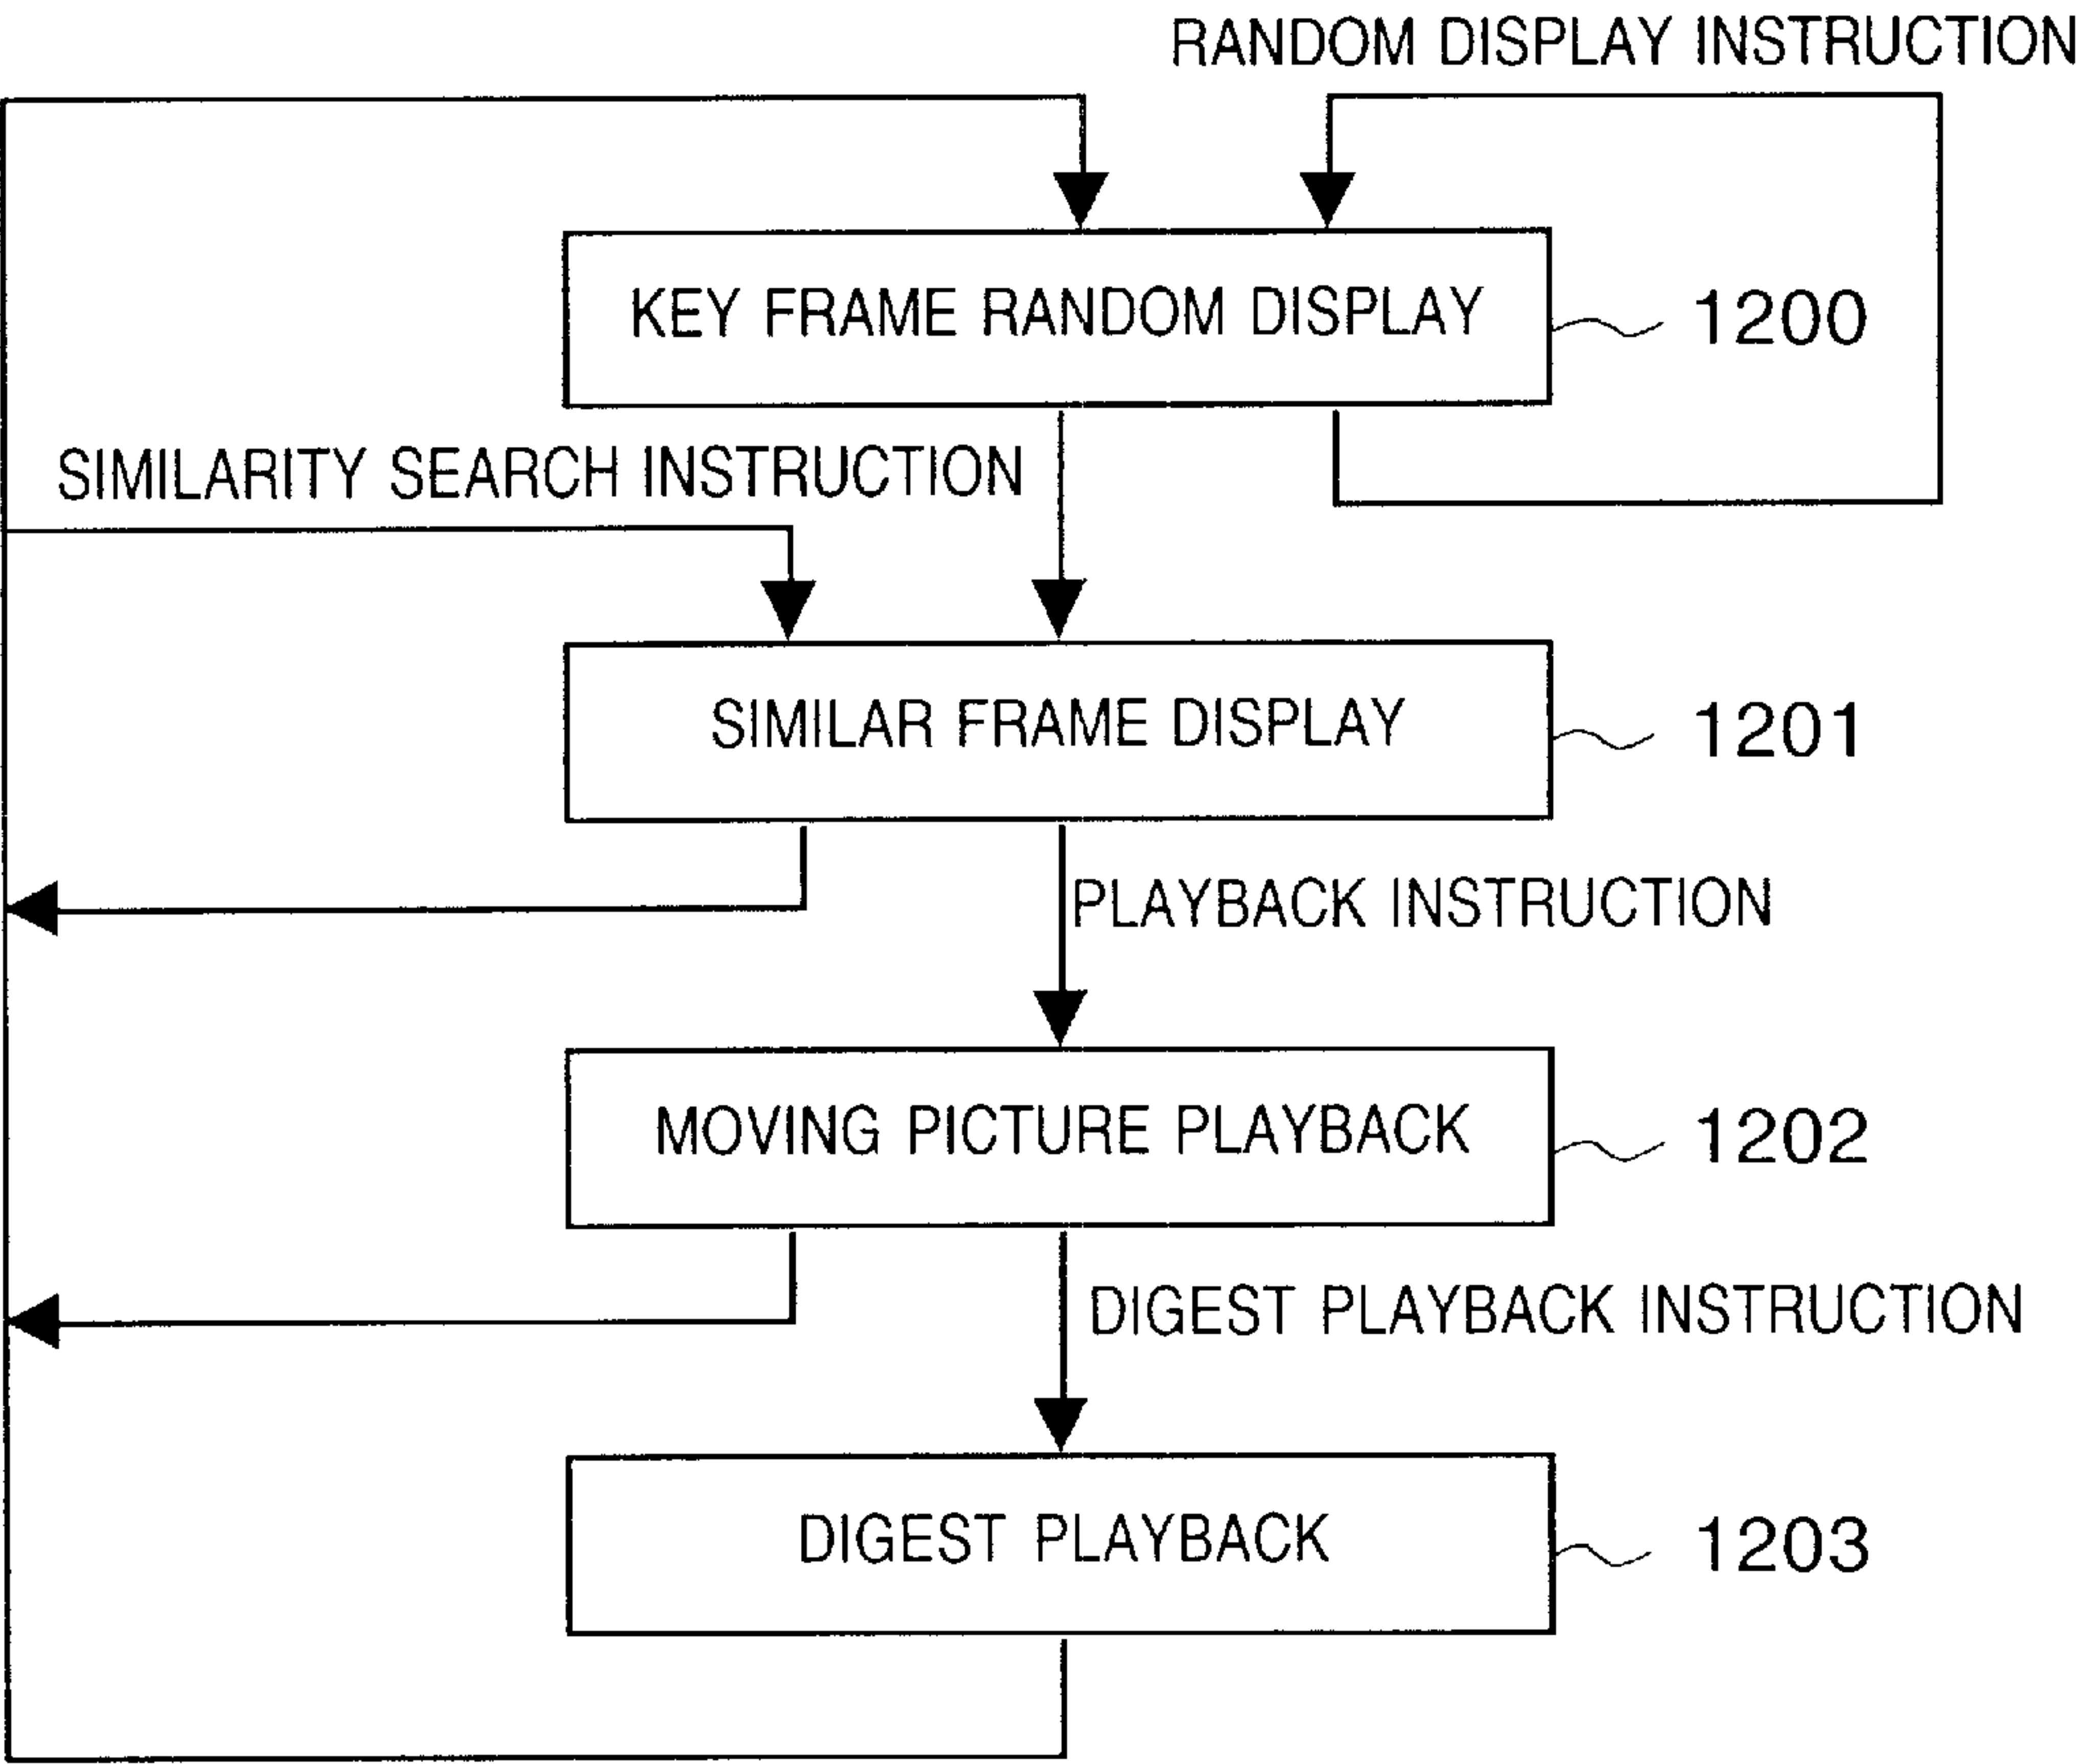 RANDOM DISPLAY INSTRUCTION
KEY FRAME RANDOM DISPLAY
1200
SIMILARITY SEARCH INSTRUCTION
SIMILAR FRAME DISPLAY
1201
PLAYBACK INSTRUCTION
MOVING PICTURE PLAYBACK
1202
DIGEST PLAYBACK INSTRUCTION
DIGEST PLAYBACK
1203